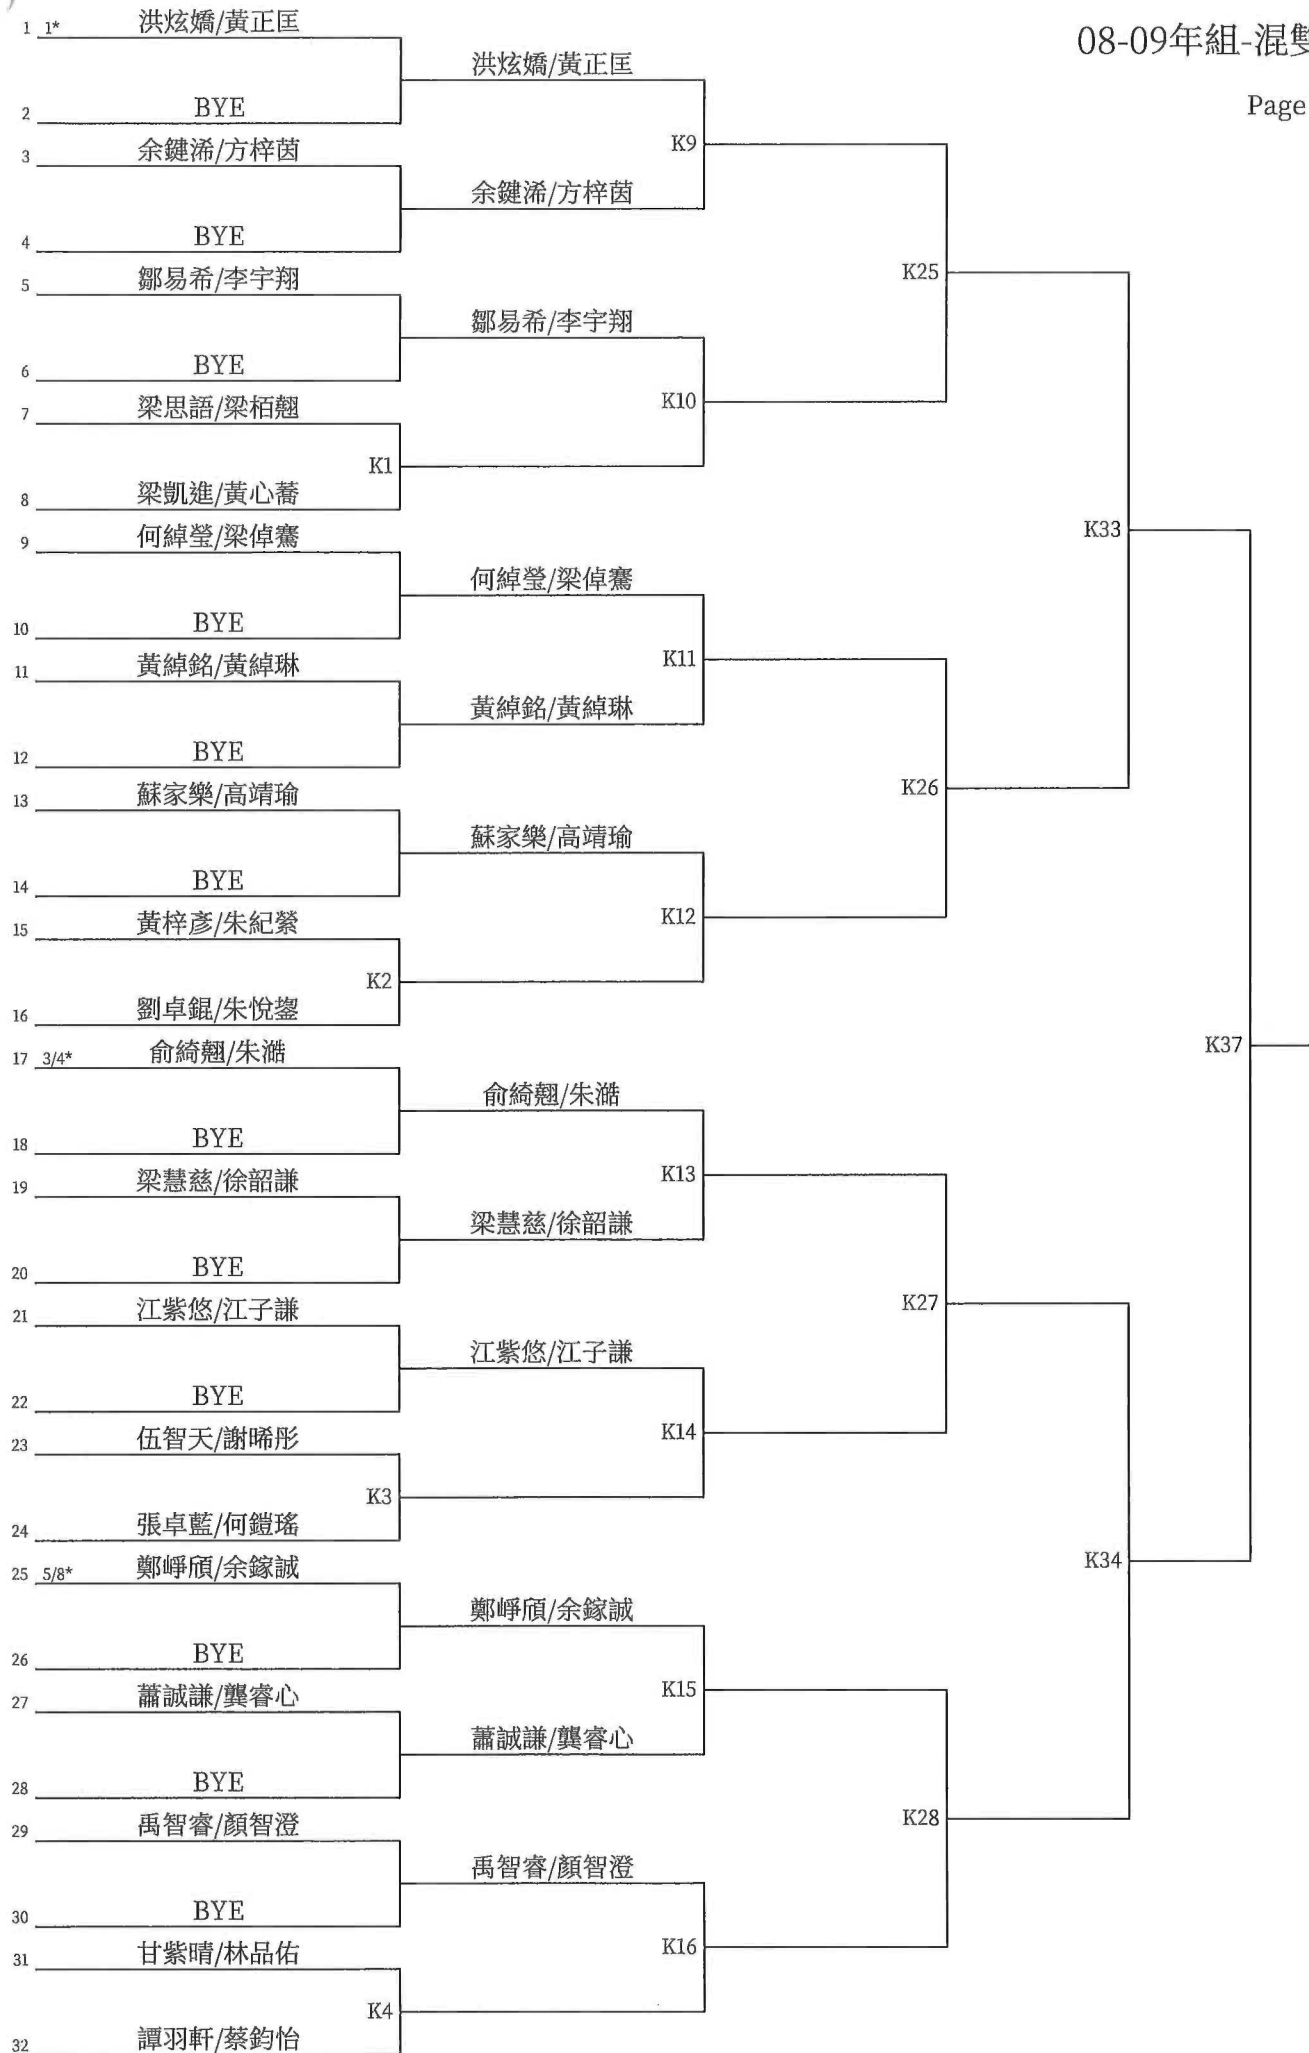 08-09年組-混雙
Page
1 1* 洪炫嬌/黃正匡
洪炫嬌/黃正匡
2 BYE
K9
3 余鍵浠/方梓茵
余鍵浠/方梓茵
4 BYE
K25
5 鄒易希/李宇翔
鄒易希/李宇翔
6 BYE
K10
7 梁思語/梁栢翹
K1
8 梁凱進/黃心蕎
K33
9 何綽瑩/梁倬騫
何綽瑩/梁倬騫
10 BYE
K11
11 黃綽銘/黃綽琳
黃綽銘/黃綽琳
12 BYE
K26
13 蘇家樂/高靖瑜
蘇家樂/高靖瑜
14 BYE
K12
15 黃梓彥/朱紀縈
K2
16 劉卓錕/朱悅鋆
K37
17 3/4* 俞綺翹/朱澔
俞綺翹/朱澔
18 BYE
K13
19 梁慧慈/徐韶謙
梁慧慈/徐韶謙
20 BYE
K27
21 江紫悠/江子謙
江紫悠/江子謙
22 BYE
K14
23 伍智天/謝晞彤
K3
24 張卓藍/何鎧瑤
K34
25 5/8* 鄭崢頎/余鎵誠
鄭崢頎/余鎵誠
26 BYE
K15
27 蕭誠謙/龔睿心
蕭誠謙/龔睿心
28 BYE
K28
29 禹智睿/顏智澄
禹智睿/顏智澄
30 BYE
K16
31 甘紫晴/林品佑
K4
32 譚羽軒/蔡鈞怡